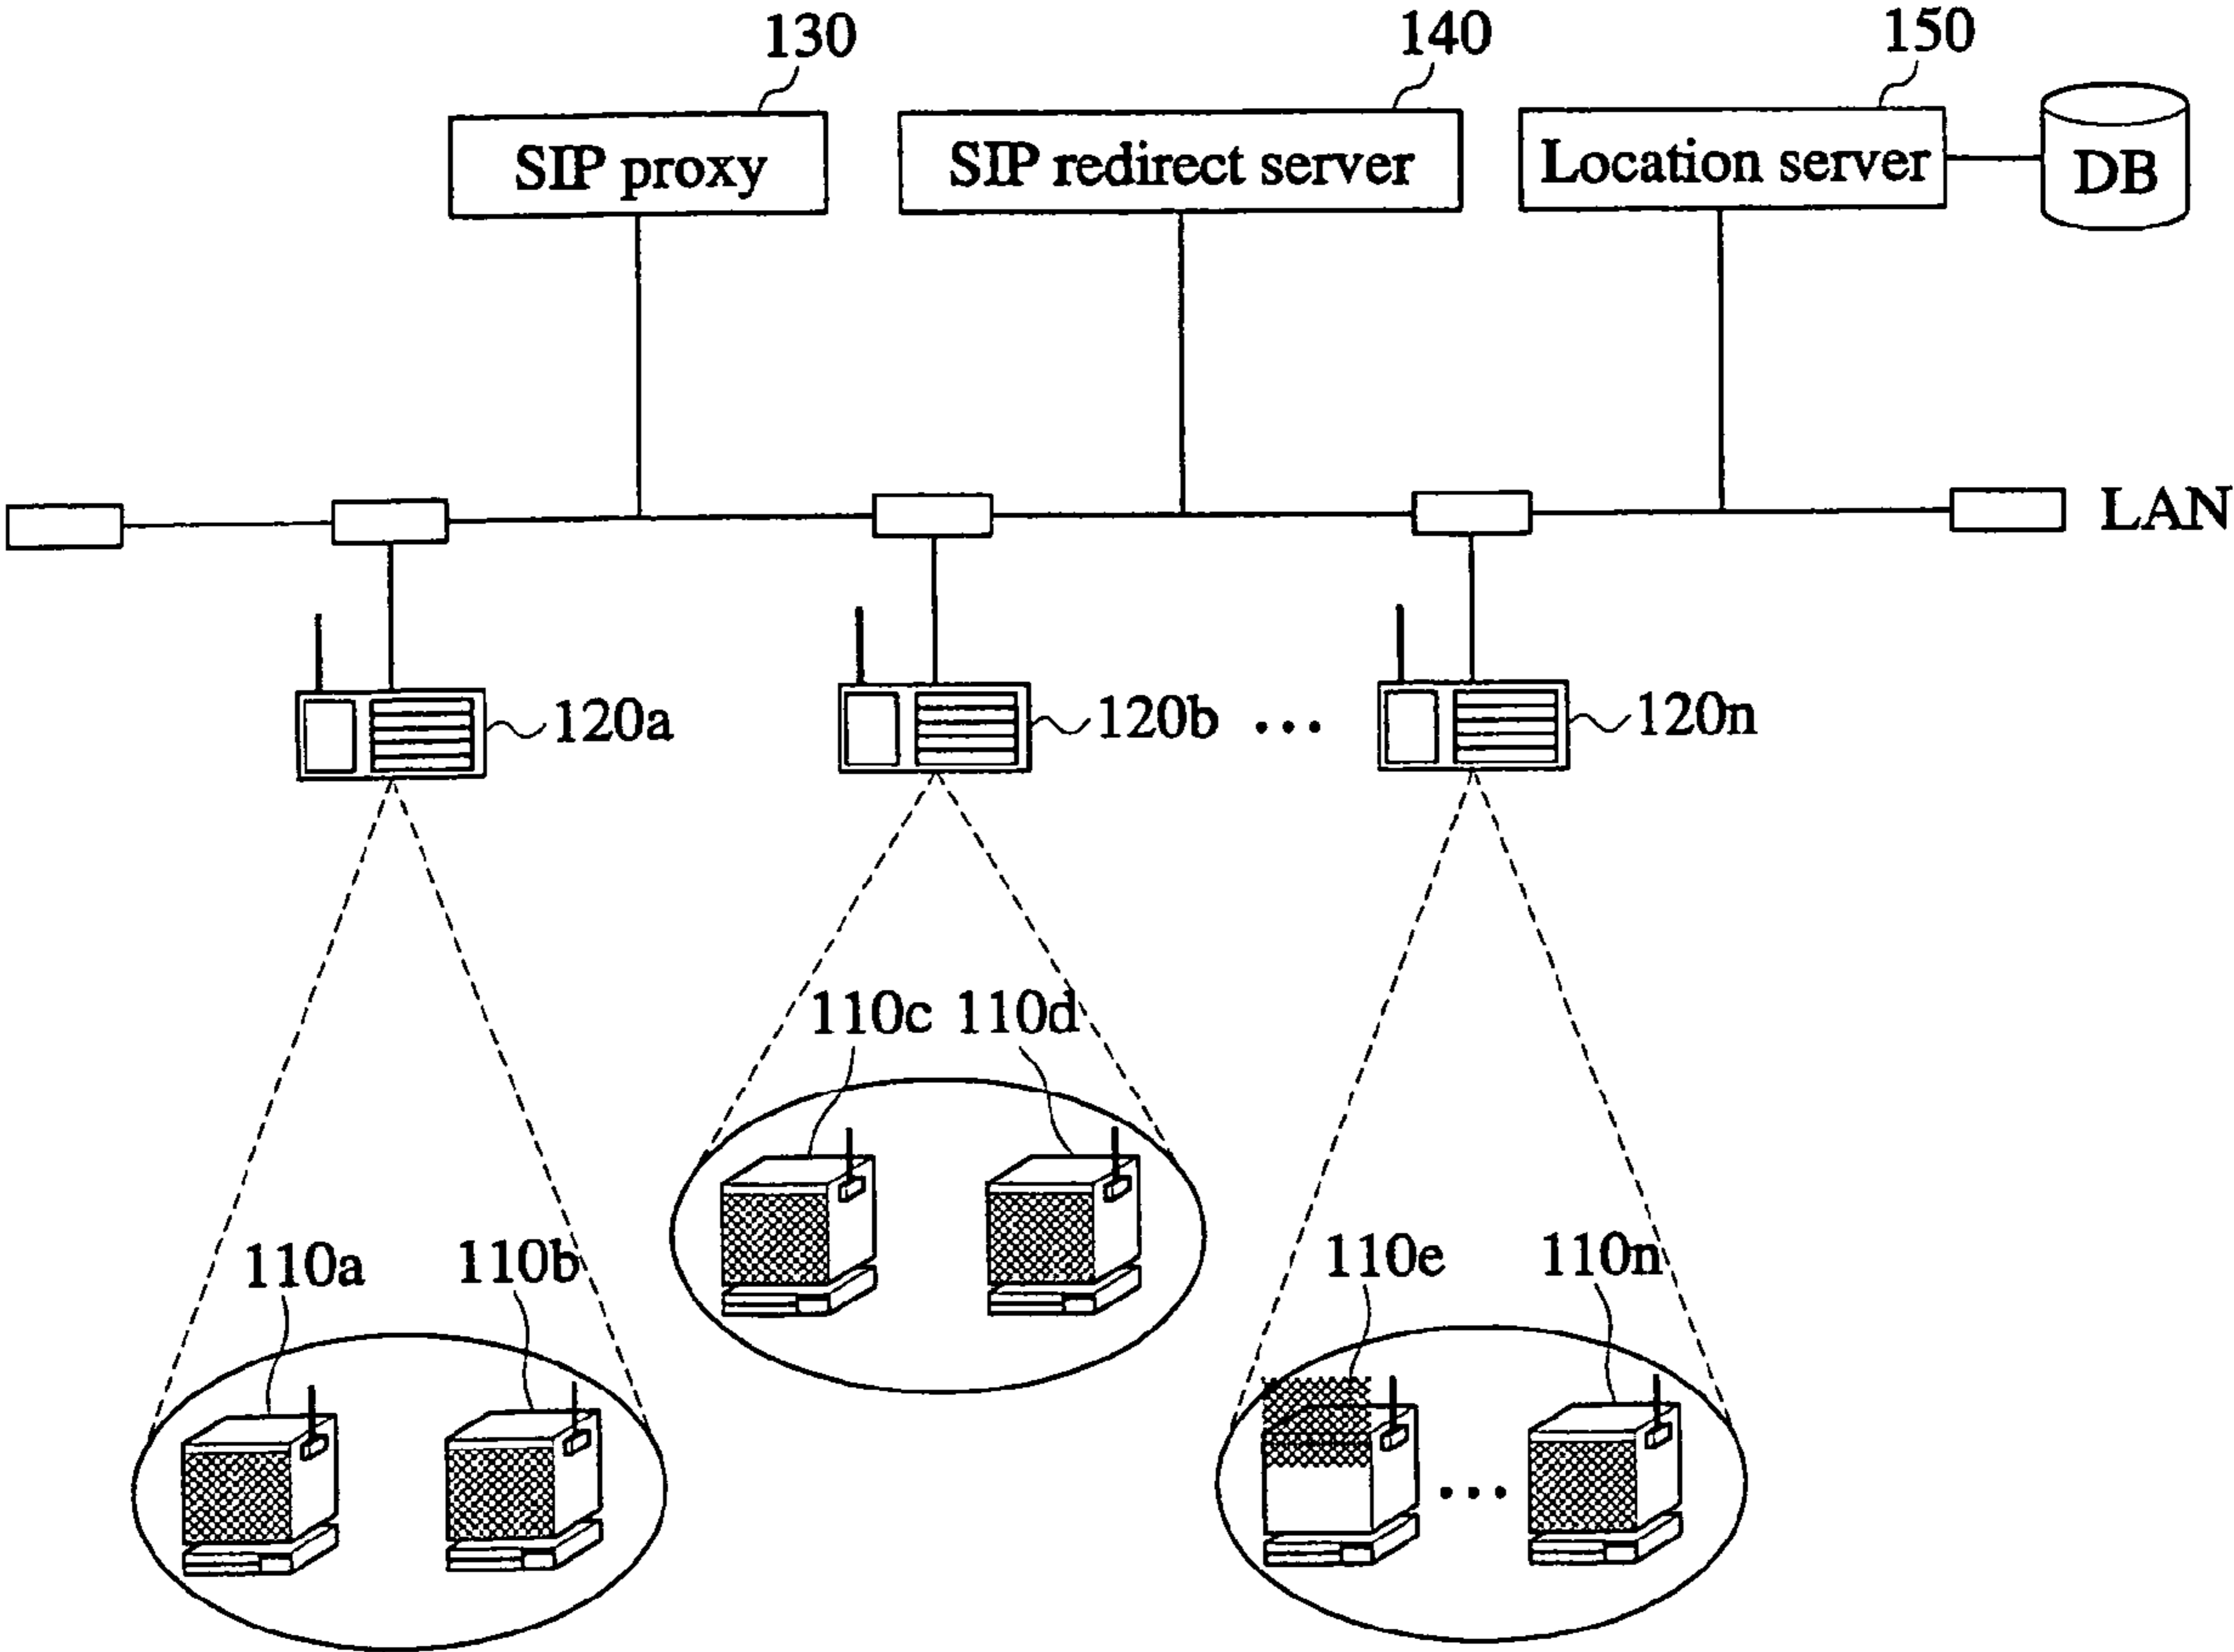 130
140
150
SIP proxy
SIP redirect server
Location server
DB
LAN
120a
120b ...
120n
110c 110d
110a
110b
110e
110n
...